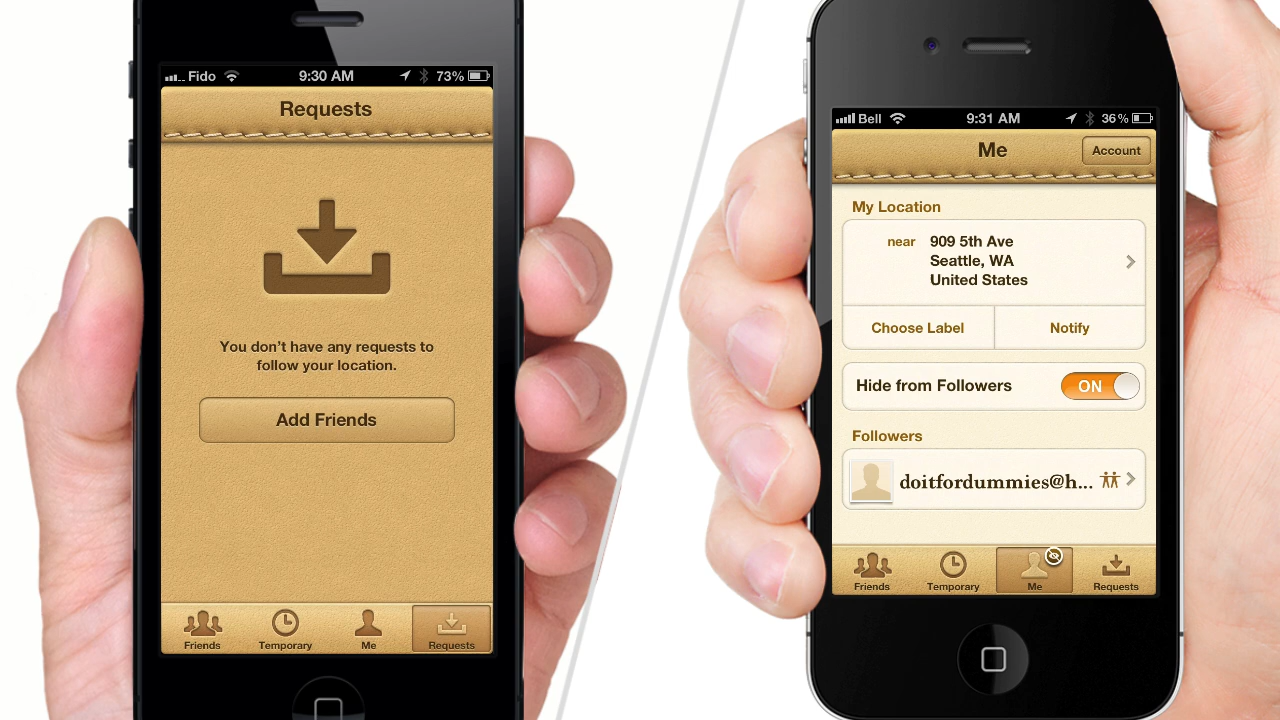 Fido 9:30 AM 73%
Requests
You don't have any requests to
follow your location.
Add Friends
Friends Temporary Me Requests
Bell 9:31 AM 36%
Me Account
My Location
near 909 5th Ave
Seattle, WA
United States
Choose Label Notify
Hide from Followers ON
Followers
doitfordummies@h...
Friends Temporary Me Requests